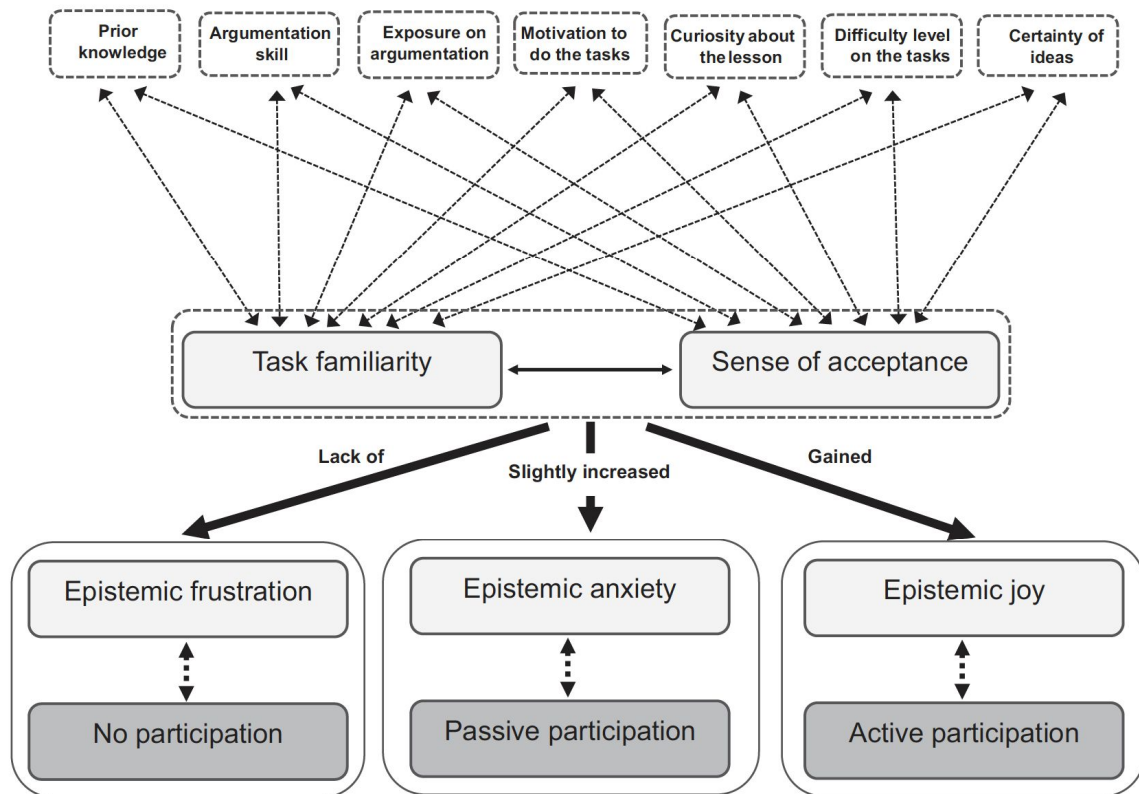 Prior
knowledge
Argumentation
skill
Exposure on
argumentation
Motivation to
do the tasks
Curiosity about
the lesson
Difficulty level
on the tasks
Certainty of
ideas
Task familiarity
Sense of acceptance
Lack of
Slightly increased
Gained
Epistemic frustration
Epistemic anxiety
Epistemic joy
No participation
Passive participation
Active participation